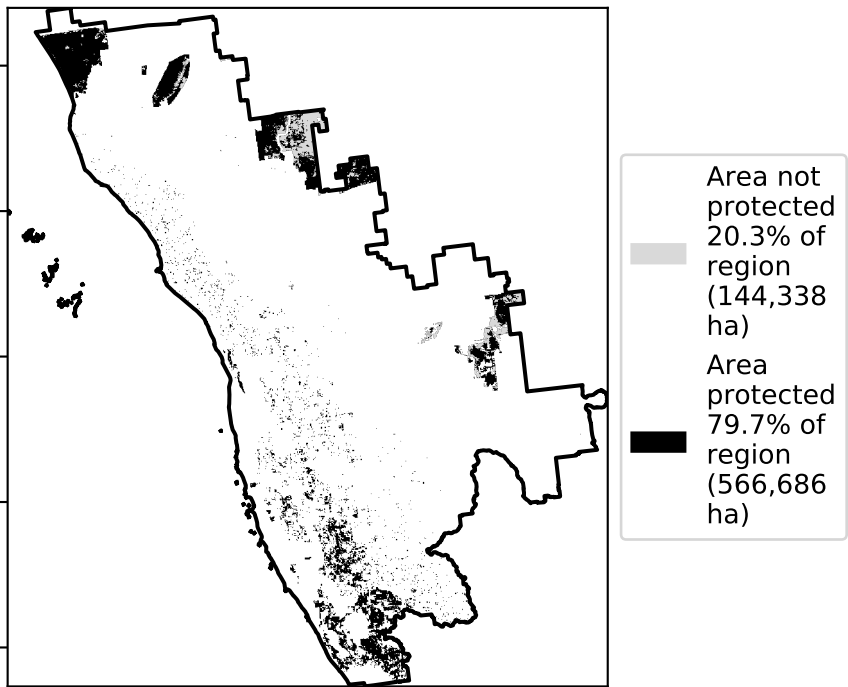 Area not
protected
20.3% of
region
(144,338
ha)
Area
protected
79.7% of
region
(566,686
ha)